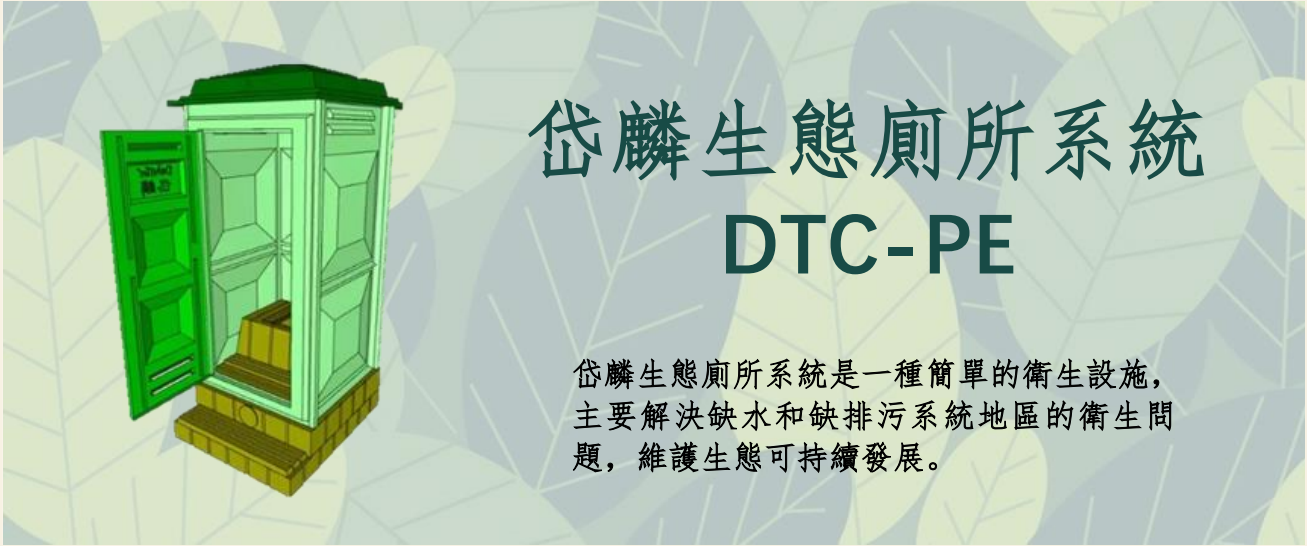 岱麟生態廁所系統
DTC-PE
岱麟生態廁所系統是一種簡單的衛生設施,
主要解決缺水和缺排污系統地區的衛生問
題，維護生態可持續發展。